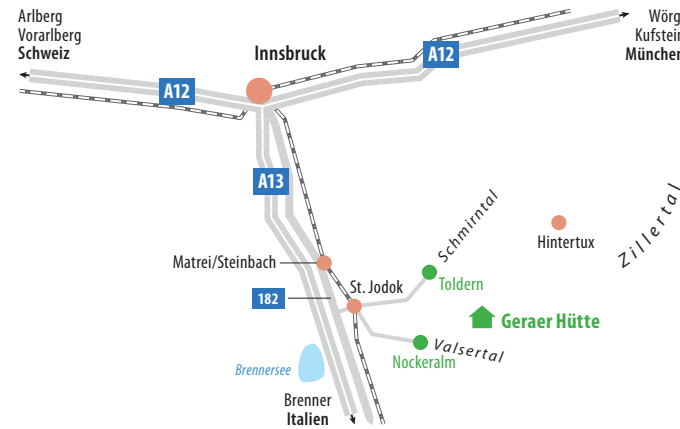 Arlberg
Vorarlberg
Schweiz
Wörg
Kufstein
München
Innsbruck
A12
A12
A13
Schmirntal
Zillertal
Hintertux
Matrei/Steinbach
St. Jodok
Toldern
182
Geraer Hütte
Valsertal
Nockeralm
Brennersee
Brenner
Italien